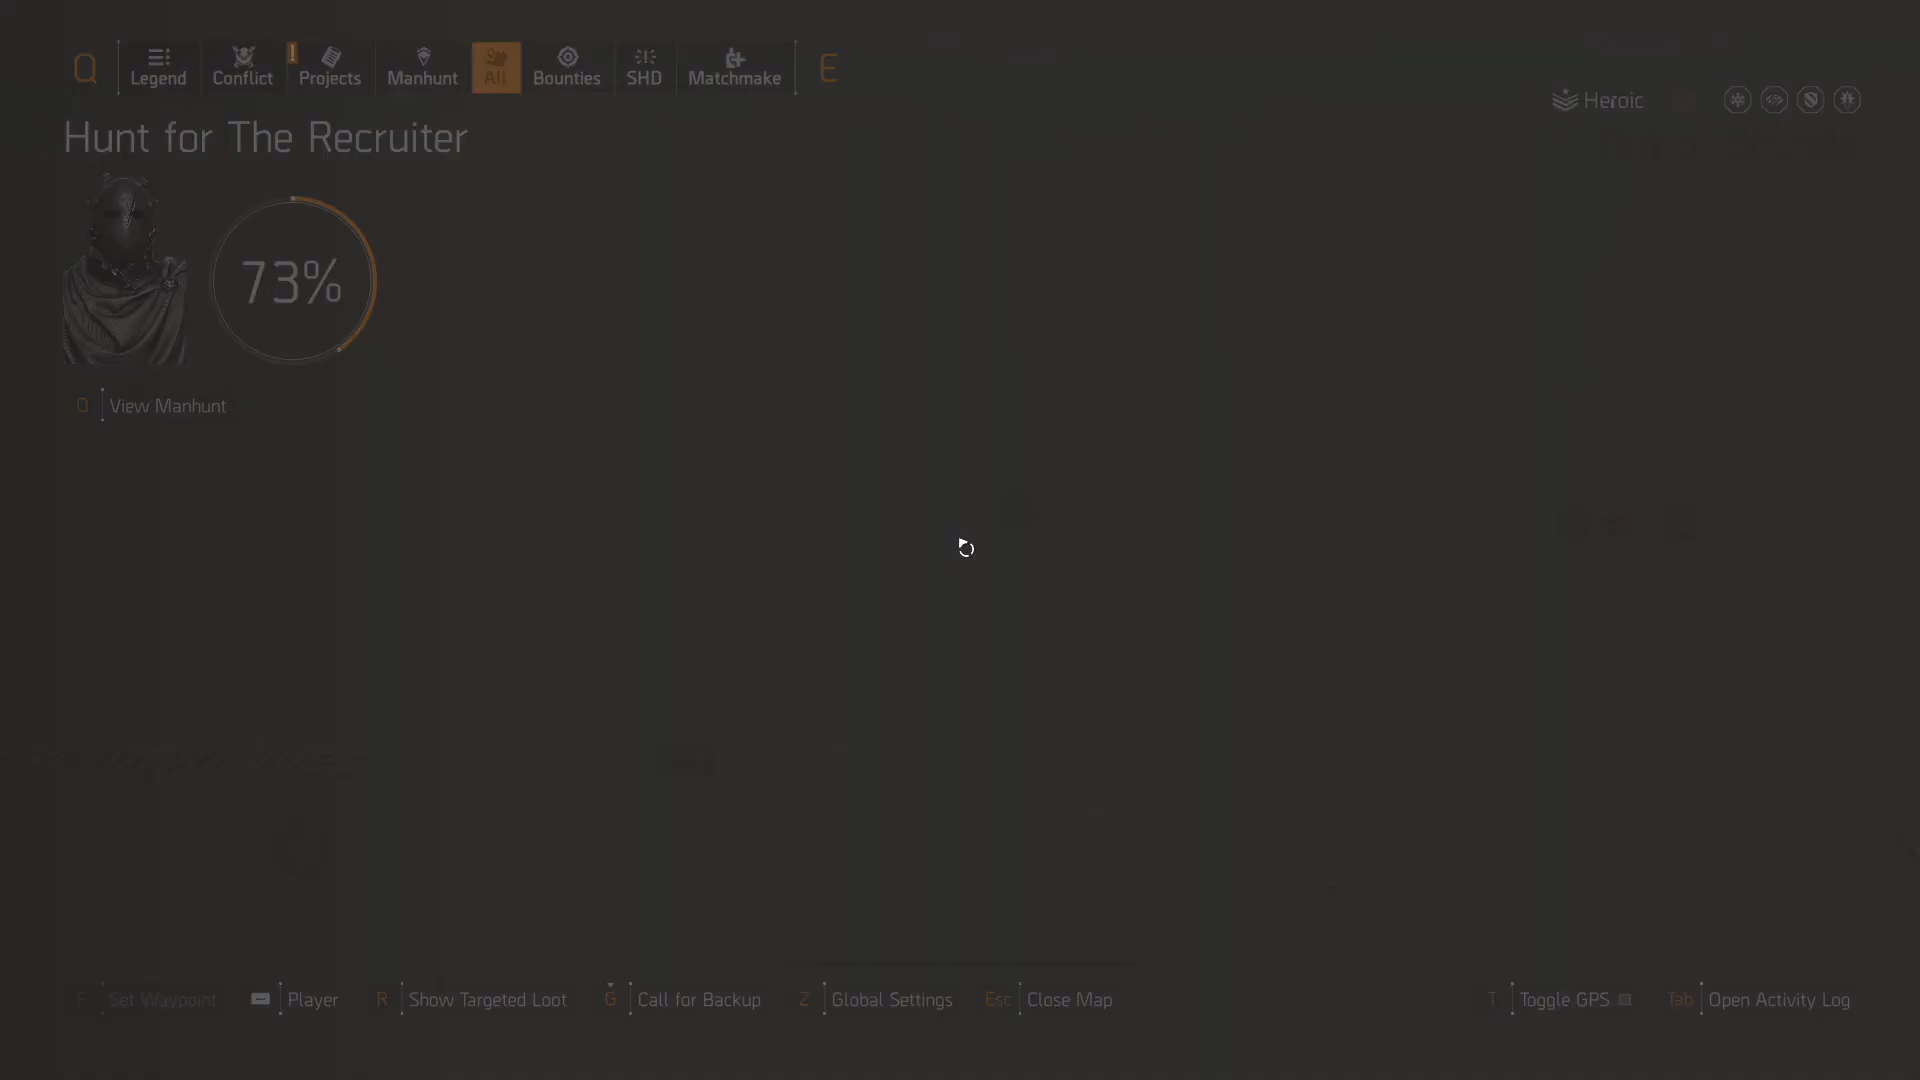 Q Legend Conflict ! Projects Manhunt All Bounties SHD Matchmake E
Heroic
Hunt for The Recruiter
73%
Q View Manhunt
F Set Waypoint Player R Show Targeted Loot G Call for Backup Z Global Settings Esc Close Map T Toggle GPS Tab Open Activity Log